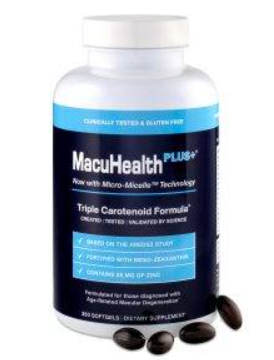 CLINICALLY TESTED & GLUTEN FREE
MacuHealth PLUS+
Now with Micro-Micelle™ Technology
Triple Carotenoid Formula*
CREATED | TESTED | VALIDATED BY SCIENCE
✓ BASED ON THE AREDS2 STUDY
✓ FORTIFIED WITH MESO-ZEAXANTHIN
✓ CONTAINS 25 MG OF ZINC
Formulated for those diagnosed with
Age-Related Macular Degeneration*
SOFTGELS | DIETARY SUPPLEMENT